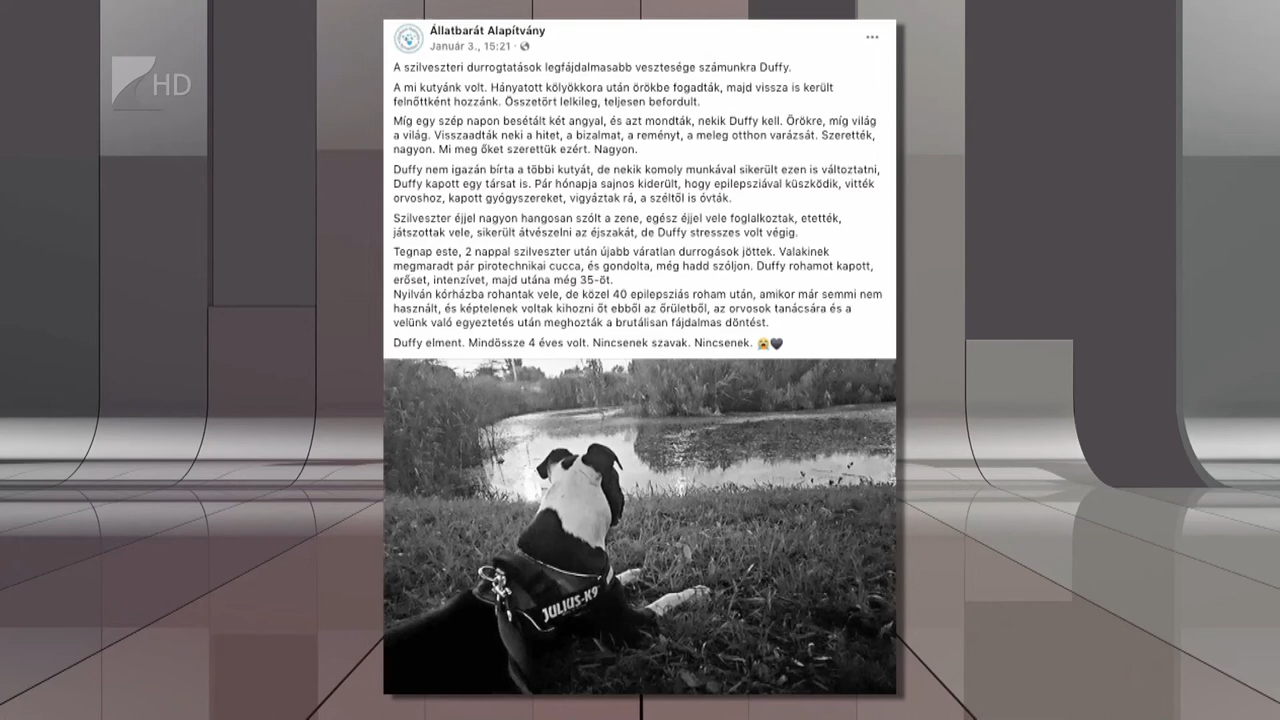 HD
Állatbarát Alapítvány
Január 3., 15:21 ·
A szilveszteri durrogtatások legfájdalmasabb vesztesége számunkra Duffy.
A mi kutyánk volt. Hányatott kölyökkora után örökbe fogadták, majd vissza is került
felnőttként hozzánk. Összetört lelkileg, teljesen befordult.
Míg egy szép napon besétált két angyal, és azt mondták, nekik Duffy kell. Örökre, míg világ
a világ. Visszaadták neki a hitet, a bizalmat, a reményt, a meleg otthon varázsát. Szerették,
nagyon. Mi meg őket szerettük ezért. Nagyon.
Duffy nem igazán bírta a többi kutyát, de nekik komoly munkával sikerült ezen is változtatni,
Duffy kapott egy társat is. Pár hónapja sajnos kiderült, hogy epilepsziával küszködik, vitték
orvoshoz, kapott gyógyszereket, vigyáztak rá, a széltől is óvták.
Szilveszter éjjel nagyon hangosan szólt a zene, egész éjjel vele foglalkoztak, etették,
játszottak vele, sikerült átvészelni az éjszakát, de Duffy stresszes volt végig.
Tegnap este, 2 nappal szilveszter után újabb váratlan durrogások jöttek. Valakinek
megmaradt pár pirotechnikai cucca, és gondolta, még hadd szóljon. Duffy rohamot kapott,
erőset, intenzívet, majd utána még 35-öt.
Nyilván kórházba rohantak vele, de közel 40 epilepsziás roham után, amikor már semmi nem
használt, és képtelenek voltak kihozni őt ebből az őrületből, az orvosok tanácsára és a
velünk való egyeztetés után meghozták a brutálisan fájdalmas döntést.
Duffy elment. Mindössze 4 éves volt. Nincsenek szavak. Nincsenek. 😭🖤
JULIUS-K9